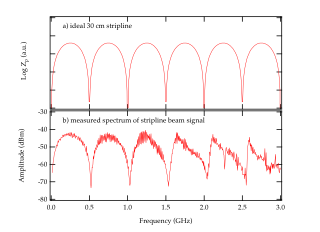 a) ideal 30 cm stripline
Log Zp (a.u.)
-30
b) measured spectrum of stripline beam signal
-40
-50
-60
-70
-80
Amplitude (dBm)
0.0 0.5 1.0 1.5 2.0 2.5 3.0
Frequency (GHz)